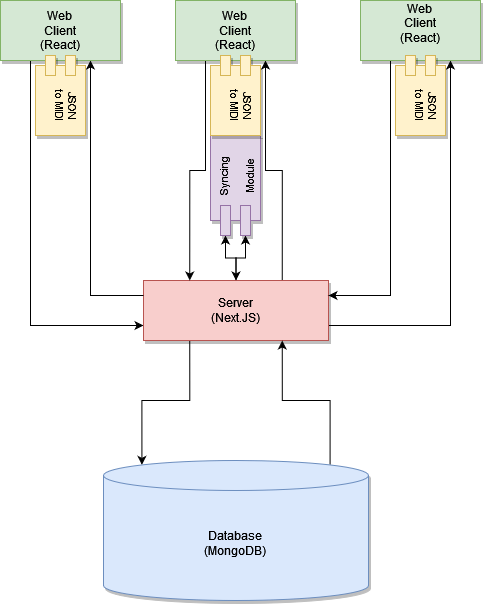 Web
Client
(React)
Web
Client
(React)
Web
Client
(React)
JSON
to MIDI
JSON
to MIDI
JSON
to MIDI
Syncing
Module
Server
(Next.JS)
Database
(MongoDB)